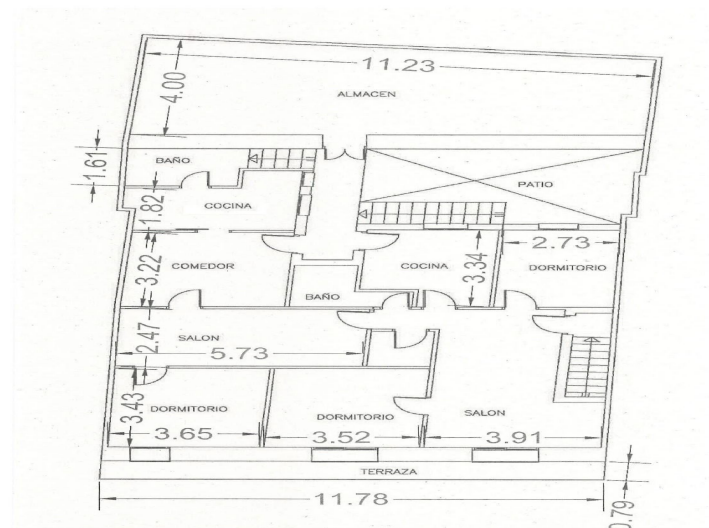 11.23
4.00
ALMACEN
1.61
BAÑO
PATIO
1.82
COCINA
2.73
3.22
COMEDOR
COCINA
3.34
DORMITORIO
BAÑO
2.47
SALON
5.73
3.43
DORMITORIO
DORMITORIO
SALON
3.65
3.52
3.91
TERRAZA
11.78
0.79